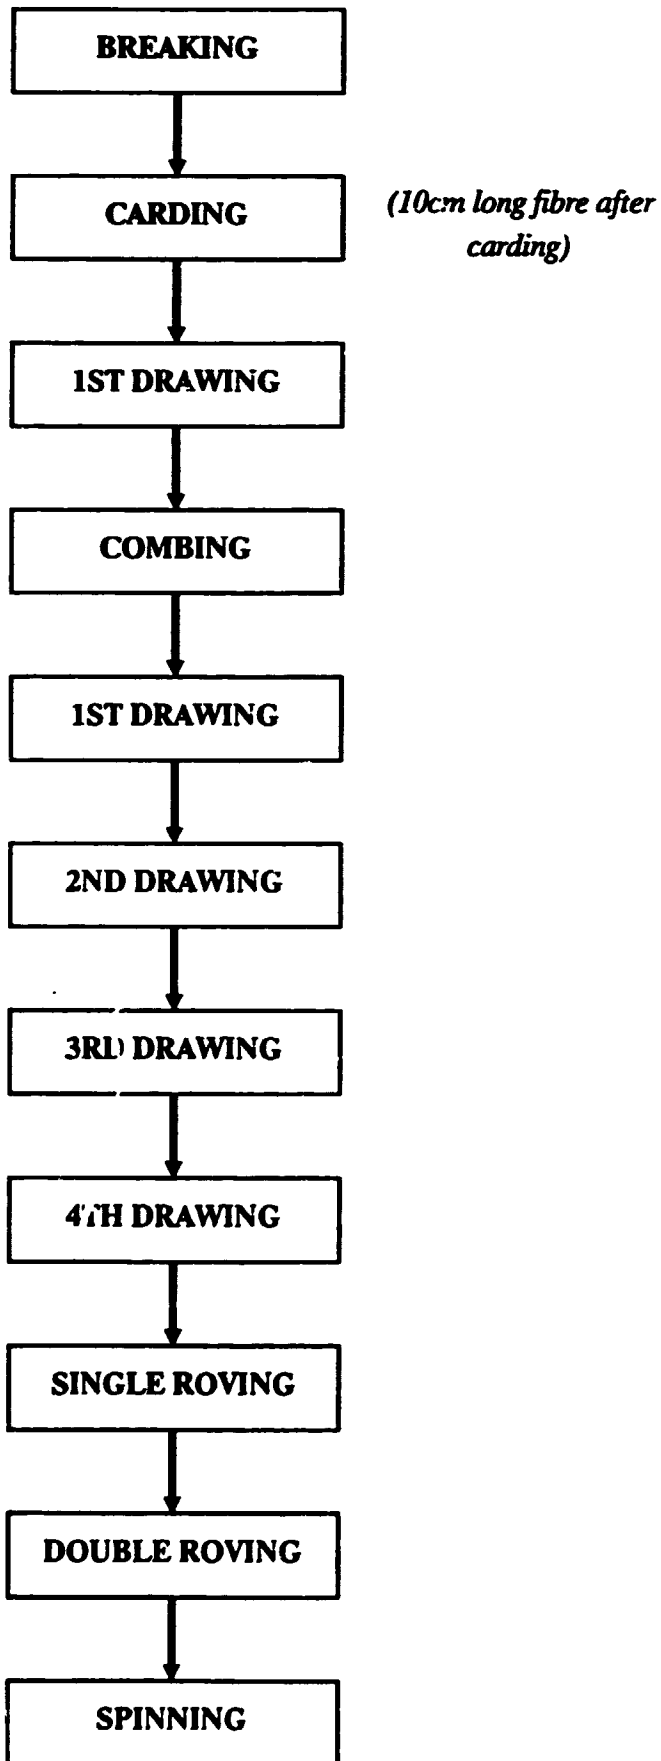 BREAKING
CARDING
(10cm long fibre after
carding)
1ST DRAWING
COMBING
1ST DRAWING
2ND DRAWING
3RD DRAWING
4TH DRAWING
SINGLE ROVING
DOUBLE ROVING
SPINNING